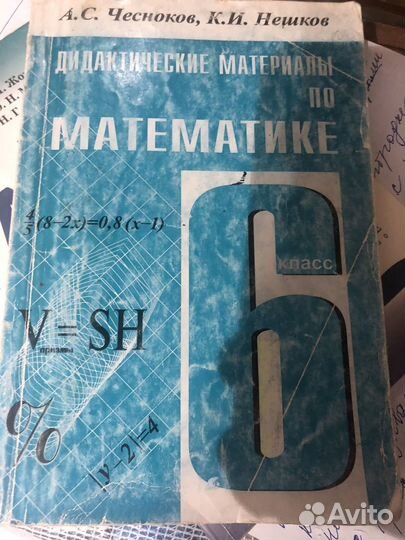 А.С. Чесноков, К.И. Нешков
ДИДАКТИЧЕСКИЕ МАТЕРИАЛЫ
ПО
МАТЕМАТИКЕ
4/5(8−2x)=0,8(x−1)
6
класс
V призмы = SH
%
|y−2|=4
Avito